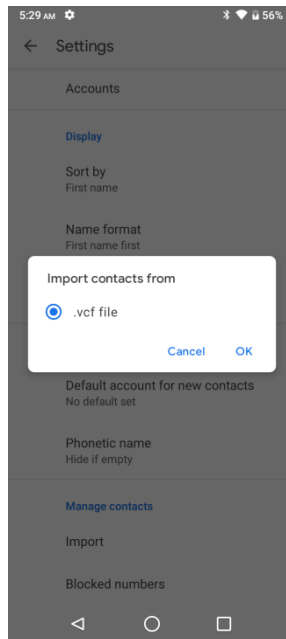 5:29 AM
56%
Settings
Accounts
Display
Sort by
First name
Name format
First name first
Import contacts from
.vcf file
Cancel OK
Default account for new contacts
No default set
Phonetic name
Hide if empty
Manage contacts
Import
Blocked numbers